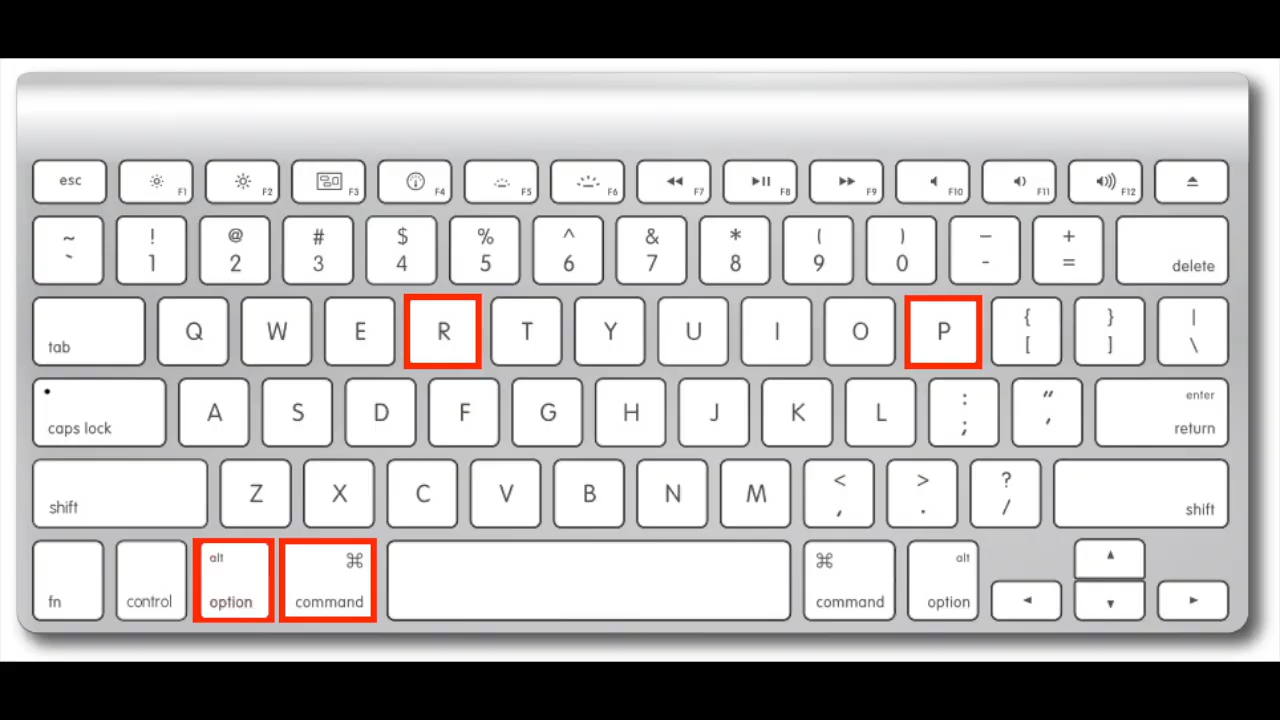 esc F1 F2 F3 F4 F5 F6 F7 F8 F9 F10 F11 F12
~ ! @ # $ % ^ & * ( ) – +
` 1 2 3 4 5 6 7 8 9 0 - = delete
tab Q W E R T Y U I O P { [ } ] | \
caps lock A S D F G H J K L : ; " , enter return
shift Z X C V B N M < , > . ? / shift
fn control alt option ⌘ command ⌘ command alt option ◄ ▲ ▼ ►